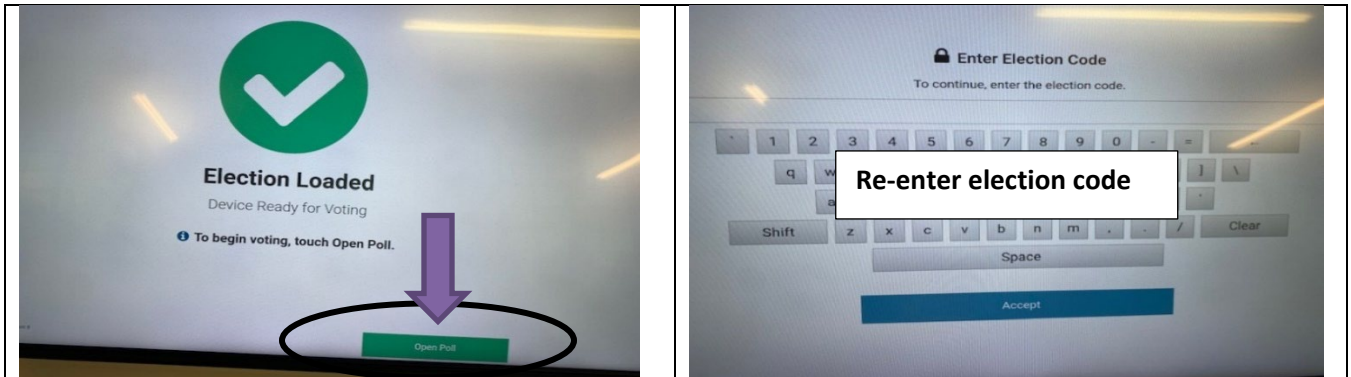 Election Loaded
Device Ready for Voting
To begin voting, touch Open Poll.
Open Poll
Enter Election Code
To continue, enter the election code.
` 1 2 3 4 5 6 7 8 9 0 - = ←
q w ] \
Re-enter election code
a '
Shift z x c v b n m , . / Clear
Space
Accept